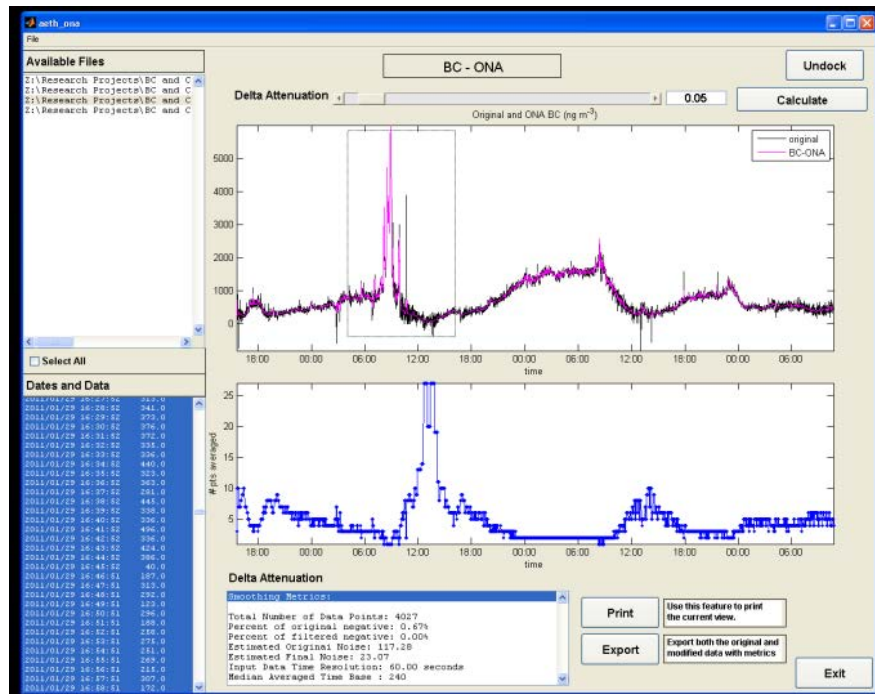 aeth_ona
File
Available Files
Z:\Research Projects\BC and C
Z:\Research Projects\BC and C
Z:\Research Projects\BC and C
Z:\Research Projects\BC and C
Select All
Dates and Data
2011/01/29 16:27:52 313.0
2011/01/29 16:28:52 341.0
2011/01/29 16:29:52 373.0
2011/01/29 16:30:52 376.0
2011/01/29 16:31:52 372.0
2011/01/29 16:32:52 335.0
2011/01/29 16:33:52 336.0
2011/01/29 16:34:52 440.0
2011/01/29 16:35:52 323.0
2011/01/29 16:36:52 363.0
2011/01/29 16:37:52 281.0
2011/01/29 16:38:52 445.0
2011/01/29 16:39:52 338.0
2011/01/29 16:40:52 336.0
2011/01/29 16:41:52 496.0
2011/01/29 16:42:52 336.0
2011/01/29 16:43:52 424.0
2011/01/29 16:44:52 386.0
2011/01/29 16:45:52 40.0
2011/01/29 16:46:51 187.0
2011/01/29 16:47:51 313.0
2011/01/29 16:48:51 292.0
2011/01/29 16:49:51 123.0
2011/01/29 16:50:51 296.0
2011/01/29 16:51:51 188.0
2011/01/29 16:52:51 258.0
2011/01/29 16:53:51 275.0
2011/01/29 16:54:51 251.0
2011/01/29 16:55:51 269.0
2011/01/29 16:56:51 215.0
2011/01/29 16:57:51 307.0
2011/01/29 16:58:51 172.0
BC - ONA
Undock
Delta Attenuation 0.05
Calculate
Original and ONA BC (ng m-3)
original
BC-ONA
5000
4000
3000
2000
1000
0
18:00 00:00 06:00 12:00 18:00 00:00 06:00 12:00 18:00 00:00 06:00
time
25
20
15
10
5
# pts averaged
18:00 00:00 06:00 12:00 18:00 00:00 06:00 12:00 18:00 00:00 06:00
time
Delta Attenuation
Smoothing Metrics:
Total Number of Data Points: 4027
Percent of original negative: 0.67%
Percent of filtered negative: 0.00%
Estimated Original Noise: 117.28
Estimated Final Noise: 23.07
Input Data Time Resolution: 60.00 seconds
Median Averaged Time Base : 240
Print
Use this feature to print
the current view.
Export
Export both the original and
modified data with metrics
Exit